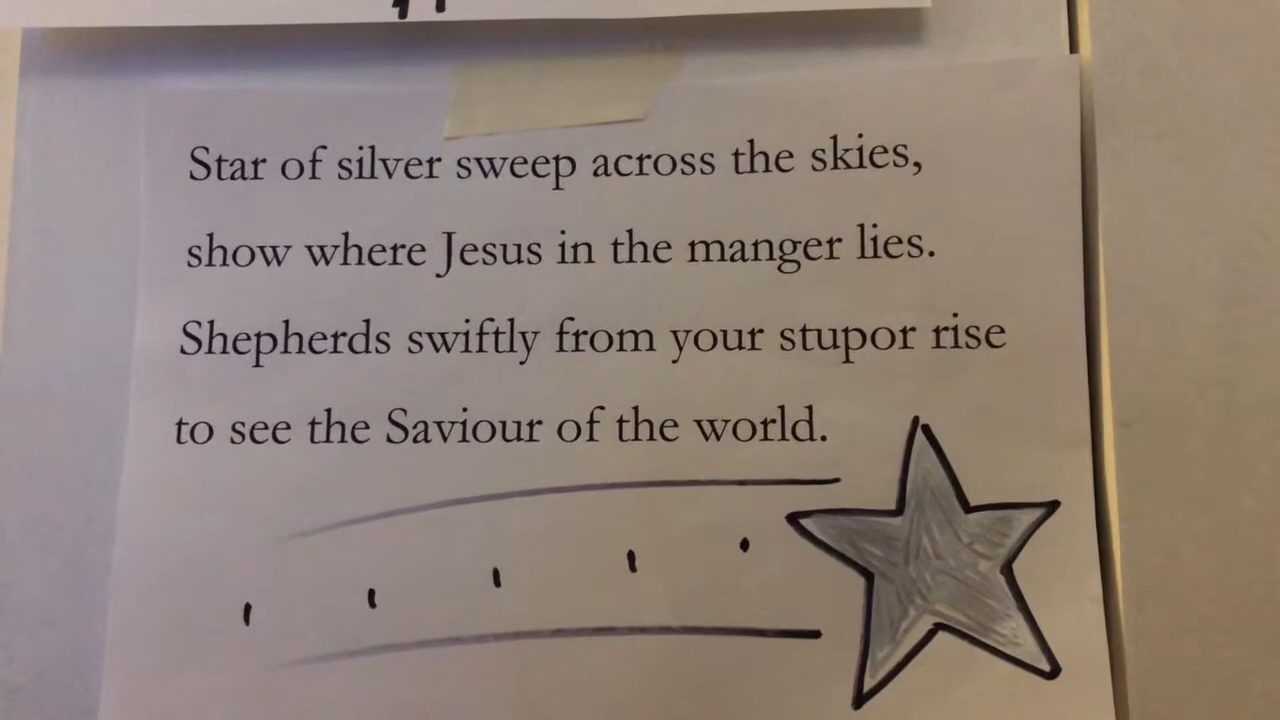 Star of silver sweep across the skies,
show where Jesus in the manger lies.
Shepherds swiftly from your stupor rise
to see the Saviour of the world.